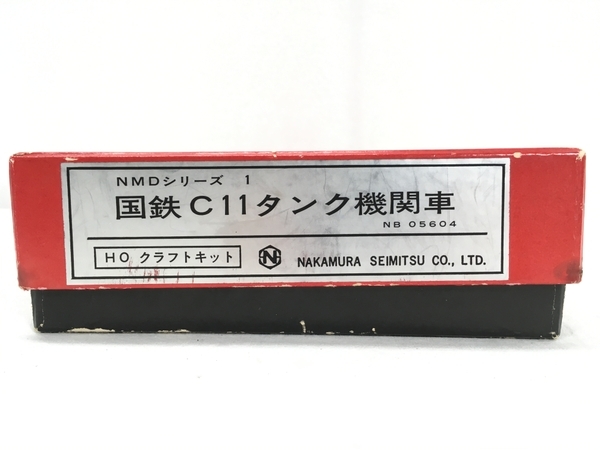 NMDシリーズ 1
国鉄C11タンク機関車
NB 05604
HO クラフトキット
NAKAMURA SEIMITSU CO., LTD.